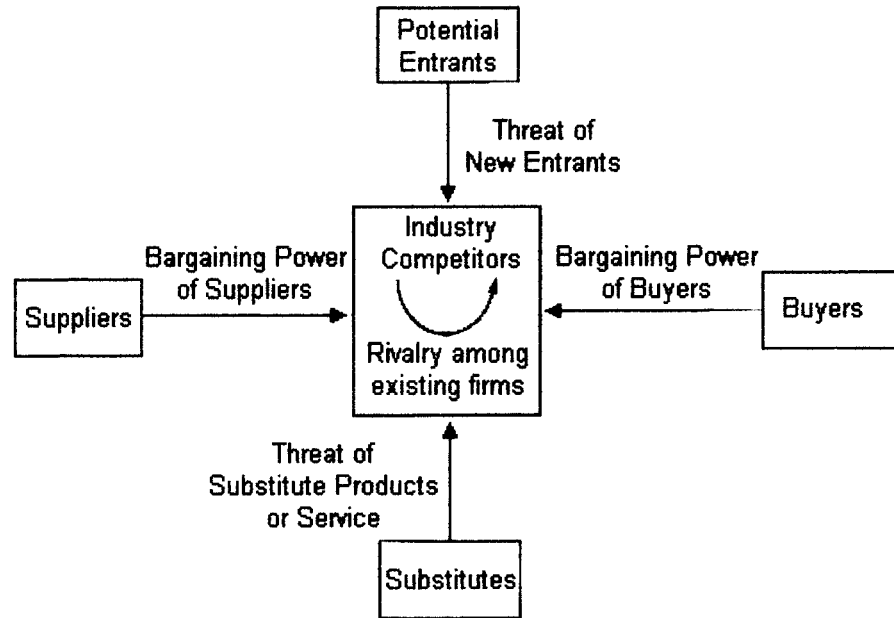 Potential
Entrants
Threat of
New Entrants
Industry
Competitors
Bargaining Power
of Suppliers
Bargaining Power
of Buyers
Suppliers
Buyers
Rivalry among
existing firms
Threat of
Substitute Products
or Service
Substitutes